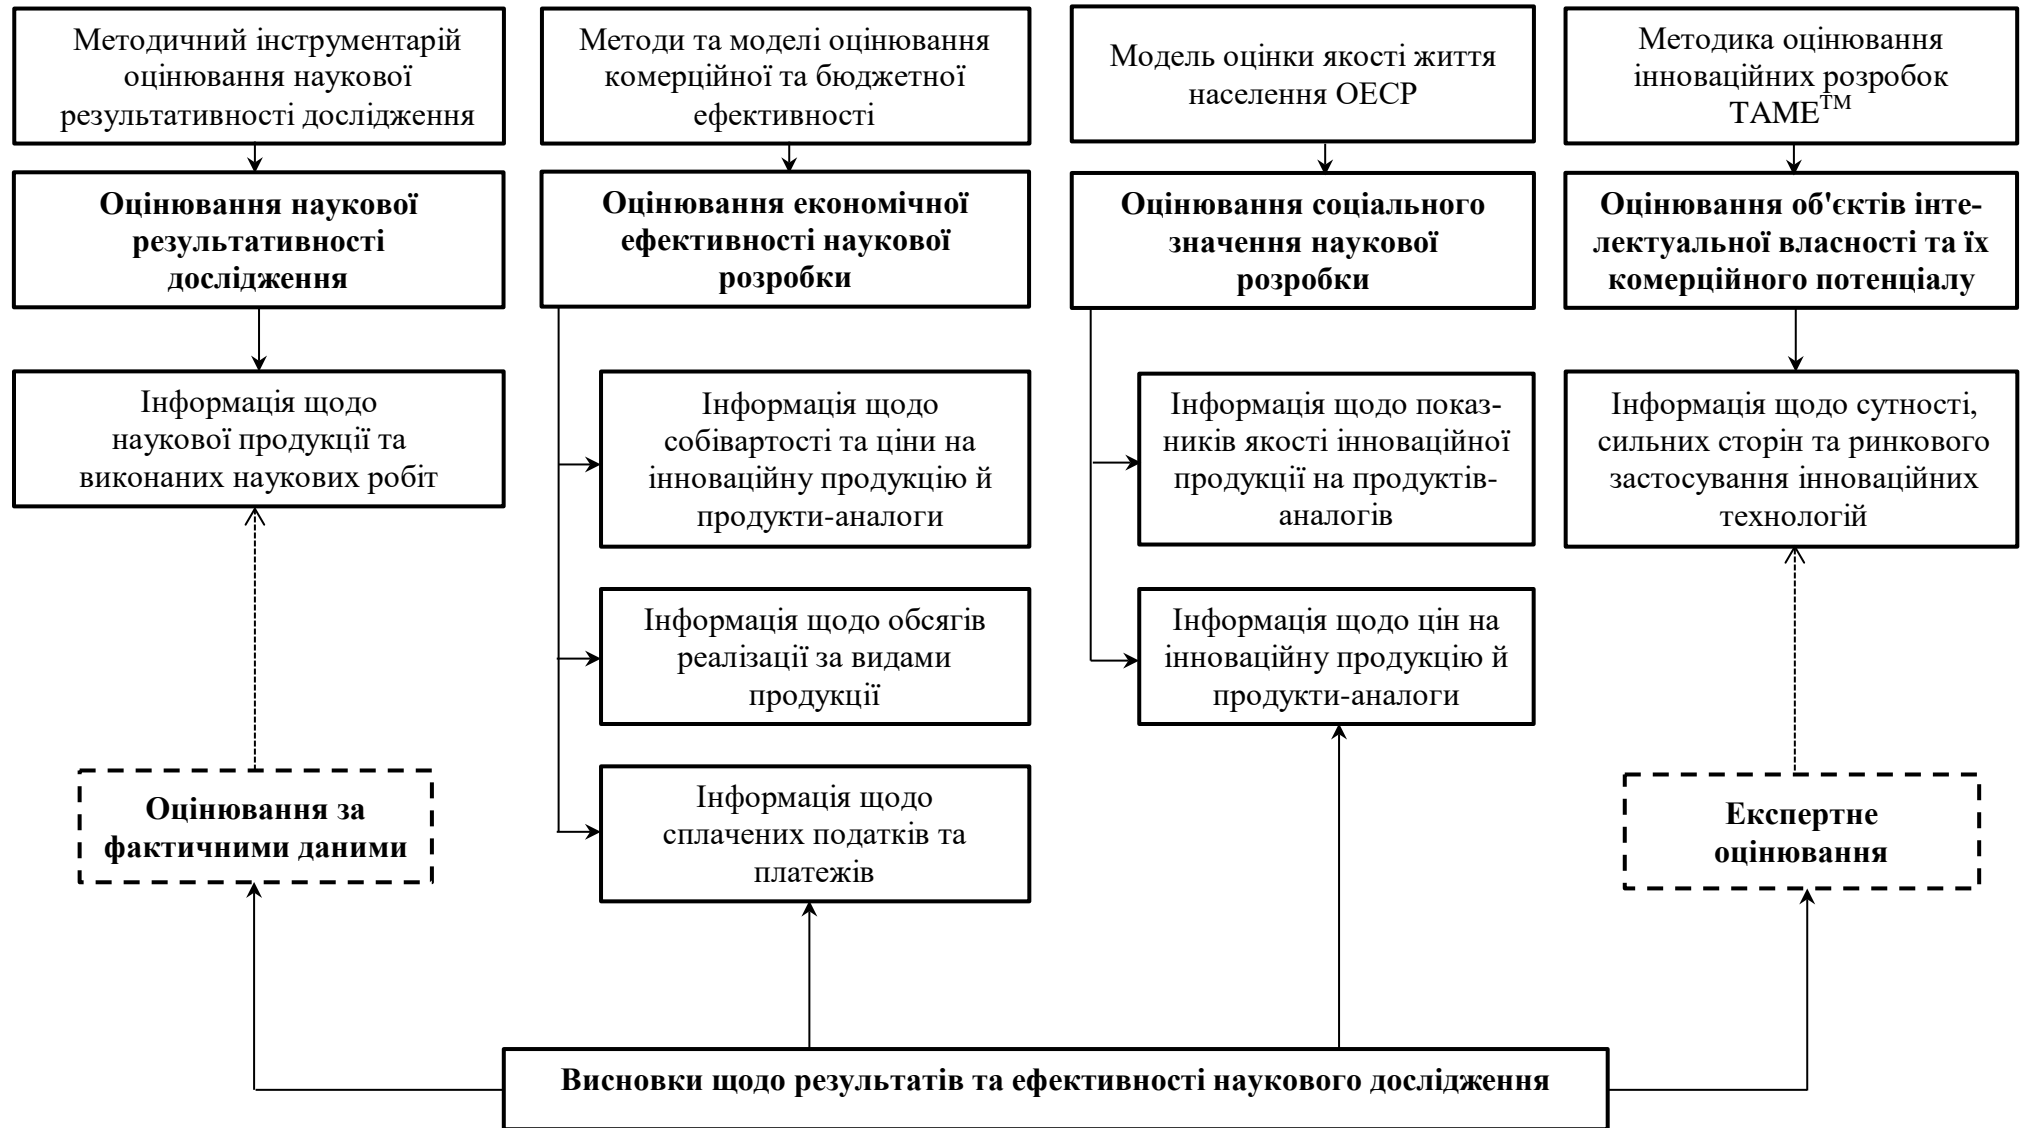 Методичний інструментарій
оцінювання наукової
результативності дослідження
Методи та моделі оцінювання
комерційної та бюджетної
ефективності
Модель оцінки якості життя
населення ОЕСР
Методика оцінювання
інноваційних розробок
TAME™
Оцінювання наукової
результативності
дослідження
Оцінювання економічної
ефективності наукової
розробки
Оцінювання соціального
значення наукової
розробки
Оцінювання об'єктів інте-
лектуальної власності та їх
комерційного потенціалу
Інформація щодо
наукової продукції та
виконаних наукових робіт
Інформація щодо
собівартості та ціни на
інноваційну продукцію й
продукти-аналоги
Інформація щодо показ-
ників якості інноваційної
продукції на продуктів-
аналогів
Інформація щодо сутності,
сильних сторін та ринкового
застосування інноваційних
технологій
Інформація щодо обсягів
реалізації за видами
продукції
Інформація щодо цін на
інноваційну продукцію й
продукти-аналоги
Оцінювання за
фактичними даними
Інформація щодо
сплачених податків та
платежів
Експертне
оцінювання
Висновки щодо результатів та ефективності наукового дослідження